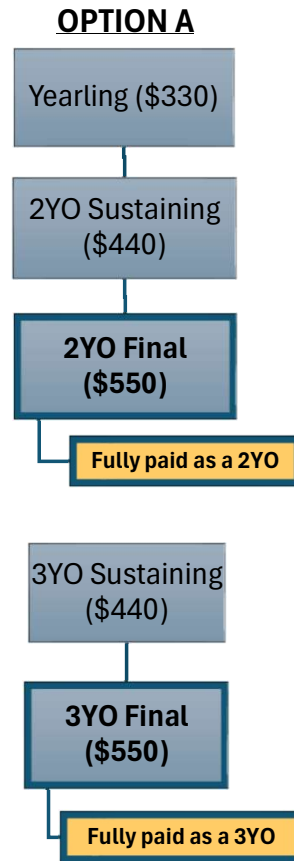 OPTION A
Yearling ($330)
2YO Sustaining
($440)
2YO Final
($550)
Fully paid as a 2YO
3YO Sustaining
($440)
3YO Final
($550)
Fully paid as a 3YO